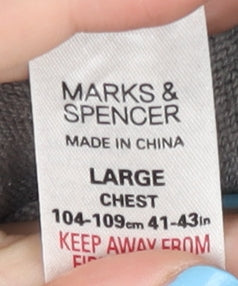 MARKS &
SPENCER
MADE IN CHINA
LARGE
CHEST
104-109cm 41-43in
KEEP AWAY FROM